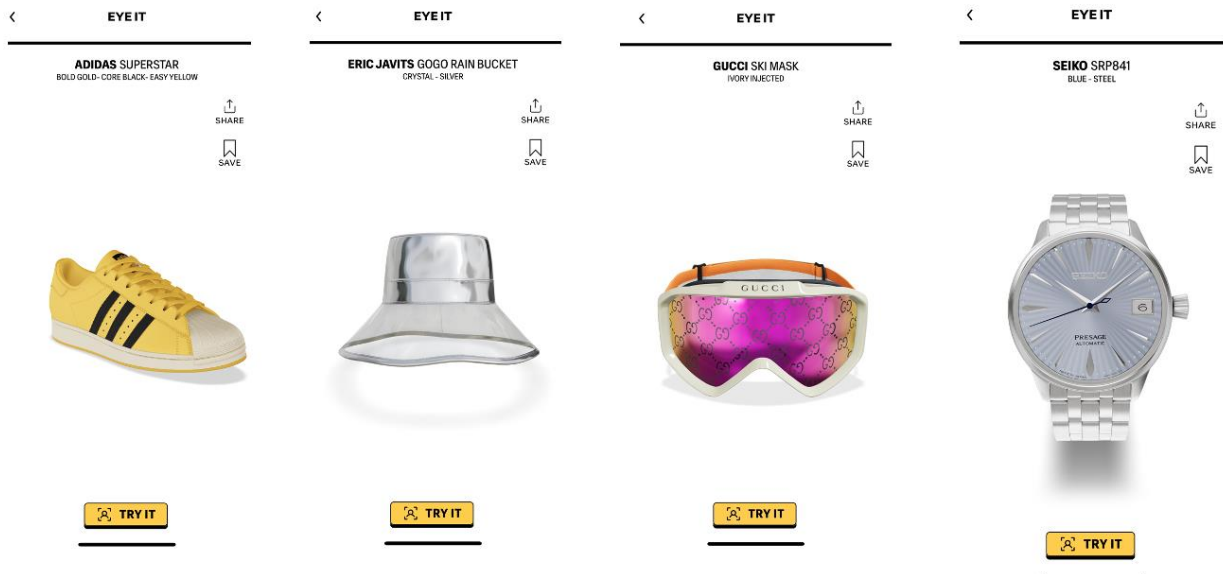 EYE IT
ADIDAS SUPERSTAR
BOLD GOLD- CORE BLACK- EASY YELLOW
SHARE
SAVE
TRY IT
EYE IT
ERIC JAVITS GOGO RAIN BUCKET
CRYSTAL - SILVER
SHARE
SAVE
TRY IT
EYE IT
GUCCI SKI MASK
IVORY INJECTED
SHARE
SAVE
GUCCI
TRY IT
EYE IT
SEIKO SRP841
BLUE - STEEL
SHARE
SAVE
SEIKO
6
PRESAGE
AUTOMATIC
TRY IT